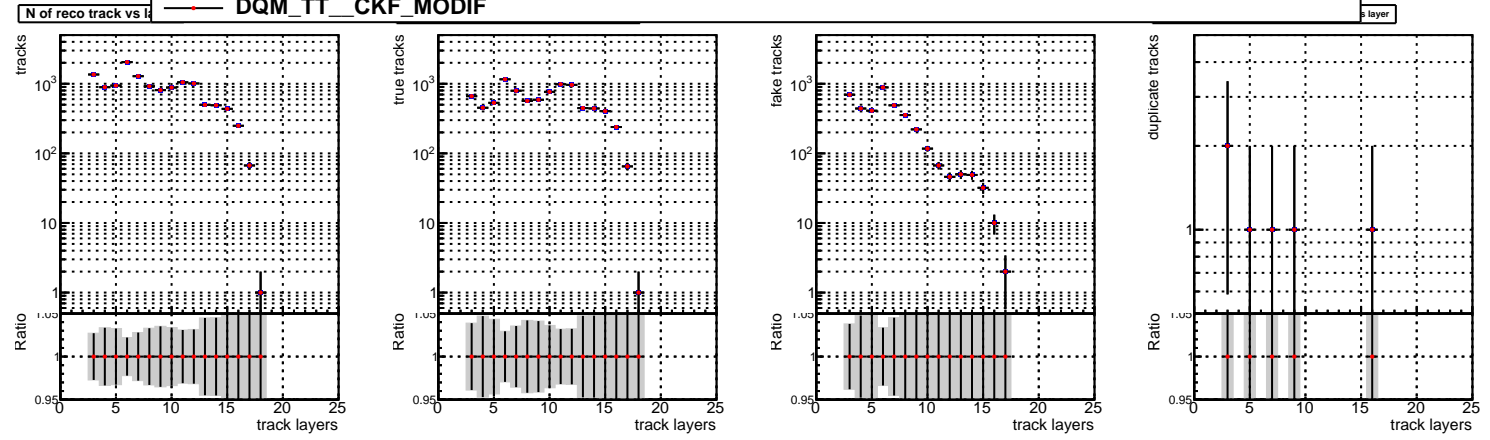 DQM_TT__CKF_MODIF
N of reco track vs la
s layer
tracks
10³
10²
10
1
Ratio
1.05
1
0.95
0 5 10 15 20 25
track layers
true tracks
10³
10²
10
1
Ratio
1.05
1
0.95
0 5 10 15 20 25
track layers
fake tracks
10³
10²
10
1
Ratio
1.05
1
0.95
0 5 10 15 20 25
track layers
duplicate tracks
1
Ratio
1.05
1
0.95
0 5 10 15 20 25
track layers